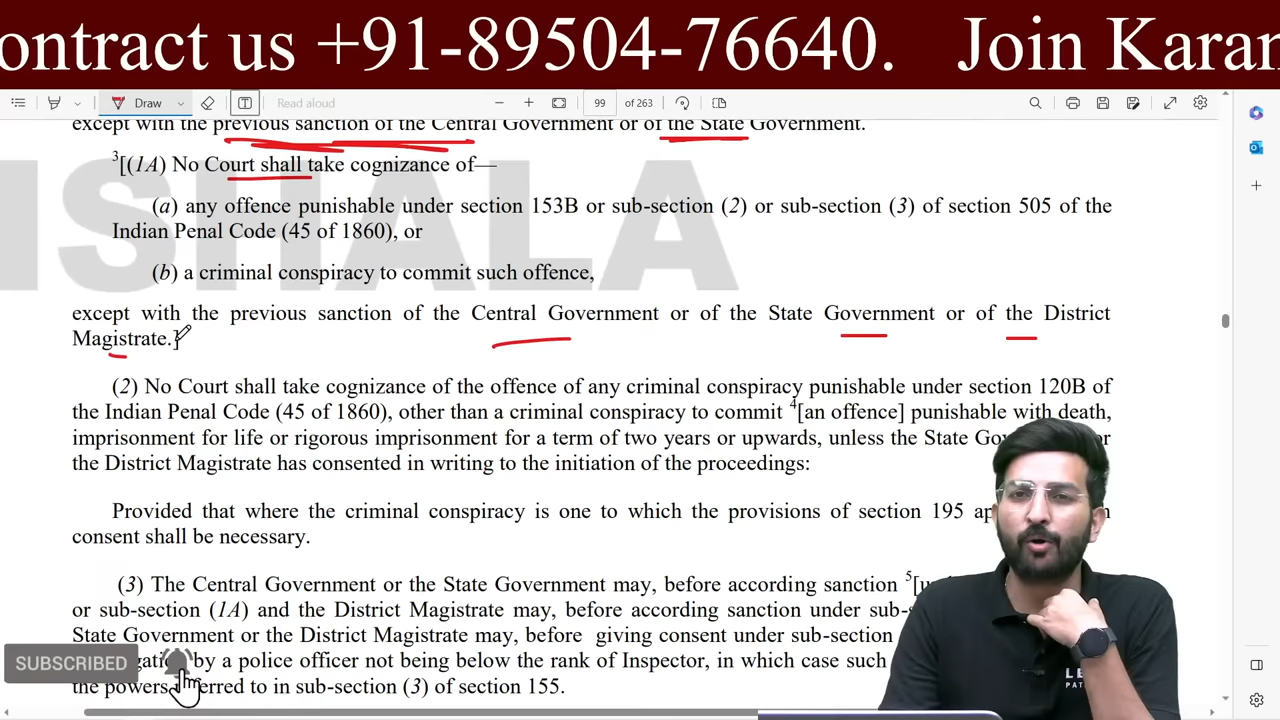 ontract us +91-89504-76640. Join Karan
Draw Read aloud 99 of 263
except with the previous sanction of the Central Government or of the State Government.
3[(1A) No Court shall take cognizance of—
(a) any offence punishable under section 153B or sub-section (2) or sub-section (3) of section 505 of the
Indian Penal Code (45 of 1860), or
(b) a criminal conspiracy to commit such offence,
except with the previous sanction of the Central Government or of the State Government or of the District
Magistrate.]
(2) No Court shall take cognizance of the offence of any criminal conspiracy punishable under section 120B of
the Indian Penal Code (45 of 1860), other than a criminal conspiracy to commit 4[an offence] punishable with death,
imprisonment for life or rigorous imprisonment for a term of two years or upwards, unless the State Go or
the District Magistrate has consented in writing to the initiation of the proceedings:
Provided that where the criminal conspiracy is one to which the provisions of section 195 ap
consent shall be necessary.
(3) The Central Government or the State Government may, before according sanction 5[u
or sub-section (1A) and the District Magistrate may, before according sanction under sub-s
State Government or the District Magistrate may, before giving consent under sub-section
by a police officer not being below the rank of Inspector, in which case such
the powers referred to in sub-section (3) of section 155.
SHALA
SUBSCRIBED
LE
PAT